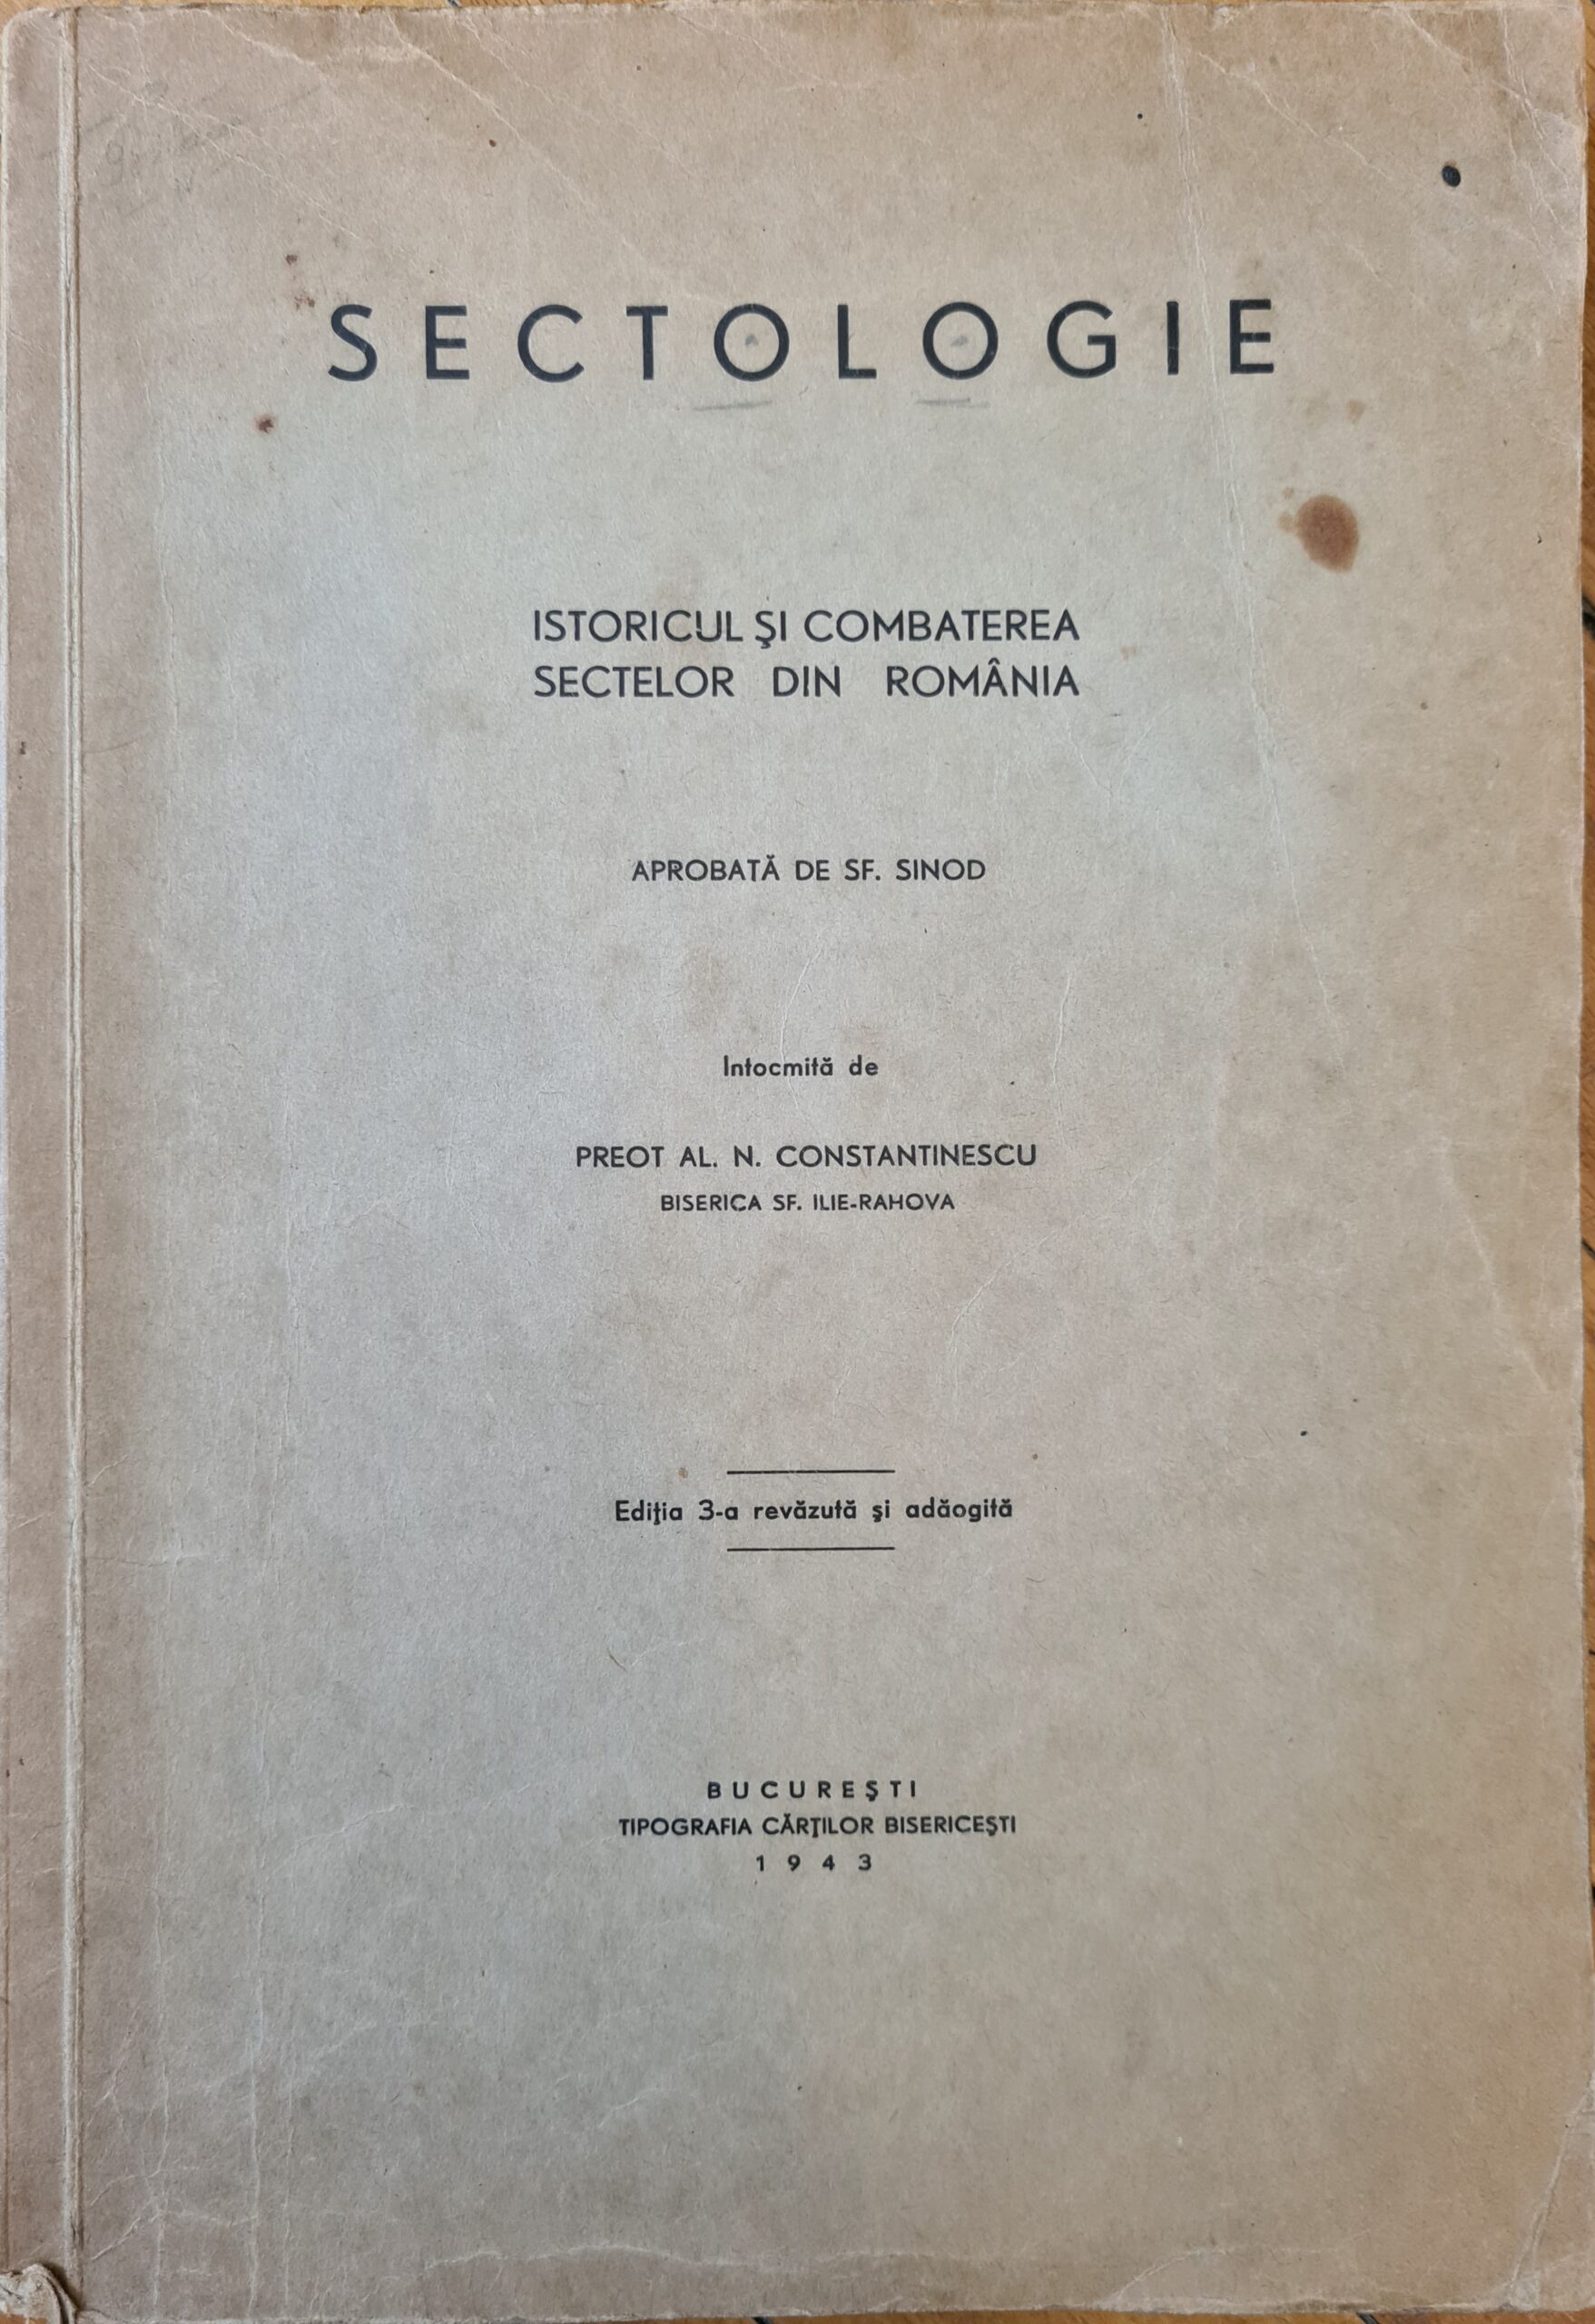 SECTOLOGIE
ISTORICUL ŞI COMBATEREA
SECTELOR DIN ROMÂNIA
APROBATĂ DE SF. SINOD
Intocmită de
PREOT AL. N. CONSTANTINESCU
BISERICA SF. ILIE-RAHOVA
Ediţia 3-a revăzută şi adăogită
BUCUREŞTI
TIPOGRAFIA CĂRŢILOR BISERICEŞTI
1943